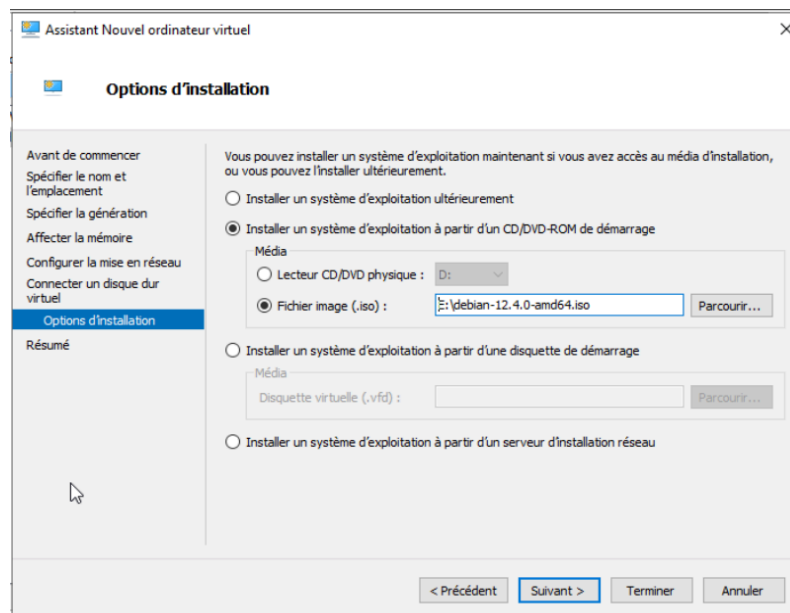 Assistant Nouvel ordinateur virtuel
Options d'installation
Avant de commencer
Spécifier le nom et
l'emplacement
Spécifier la génération
Affecter la mémoire
Configurer la mise en réseau
Connecter un disque dur
virtuel
Options d'installation
Résumé
Vous pouvez installer un système d'exploitation maintenant si vous avez accès au média d'installation,
ou vous pouvez l'installer ultérieurement.
Installer un système d'exploitation ultérieurement
Installer un système d'exploitation à partir d'un CD/DVD-ROM de démarrage
Média
Lecteur CD/DVD physique : D:
Fichier image (.iso) : E:\debian-12.4.0-amd64.iso Parcourir...
Installer un système d'exploitation à partir d'une disquette de démarrage
Média
Disquette virtuelle (.vfd) : Parcourir...
Installer un système d'exploitation à partir d'un serveur d'installation réseau
< Précédent Suivant > Terminer Annuler